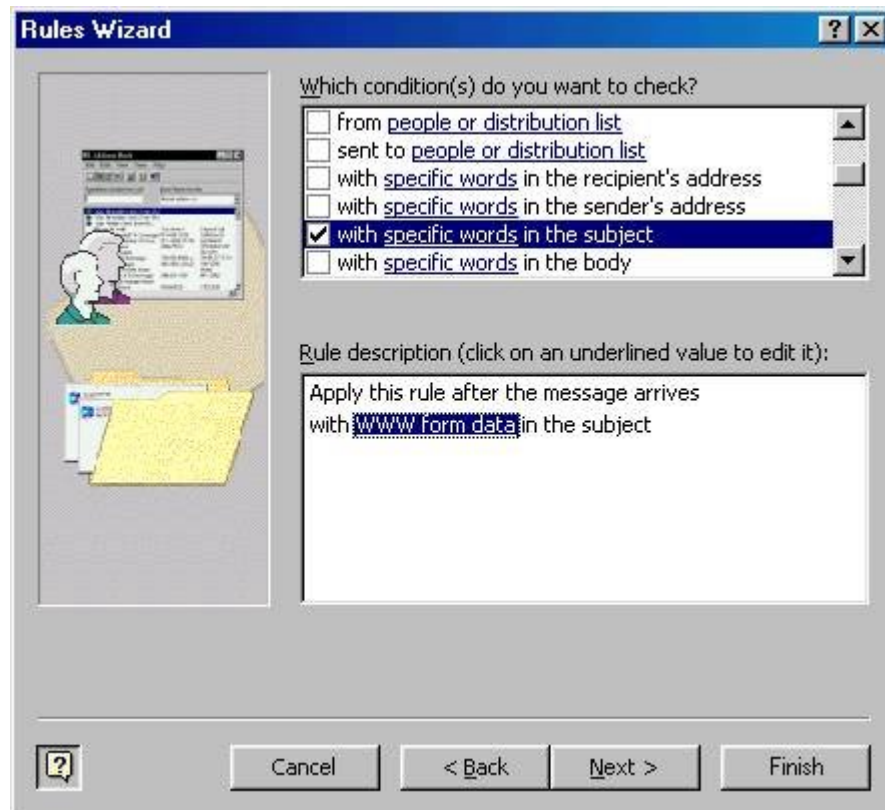 Rules Wizard
Which condition(s) do you want to check?
from people or distribution list
sent to people or distribution list
with specific words in the recipient's address
with specific words in the sender's address
with specific words in the subject
with specific words in the body
Rule description (click on an underlined value to edit it):
Apply this rule after the message arrives
with WWW form data in the subject
Cancel
< Back
Next >
Finish